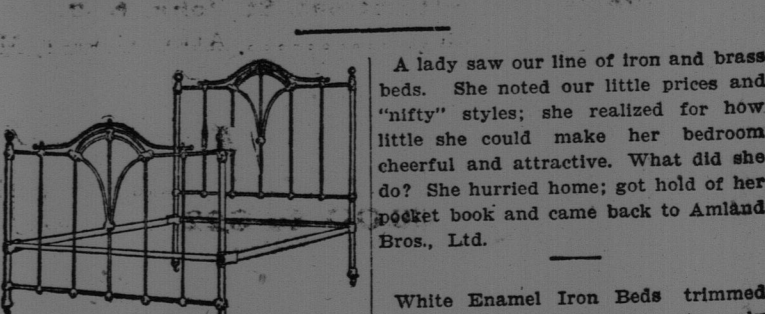 A lady saw our line of iron and brass
beds. She noted our little prices and
"nifty" styles; she realized for how
little she could make her bedroom
cheerful and attractive. What did she
do? She hurried home; got hold of her
pocket book and came back to Amland
Bros., Ltd.
White Enamel Iron Beds trimmed